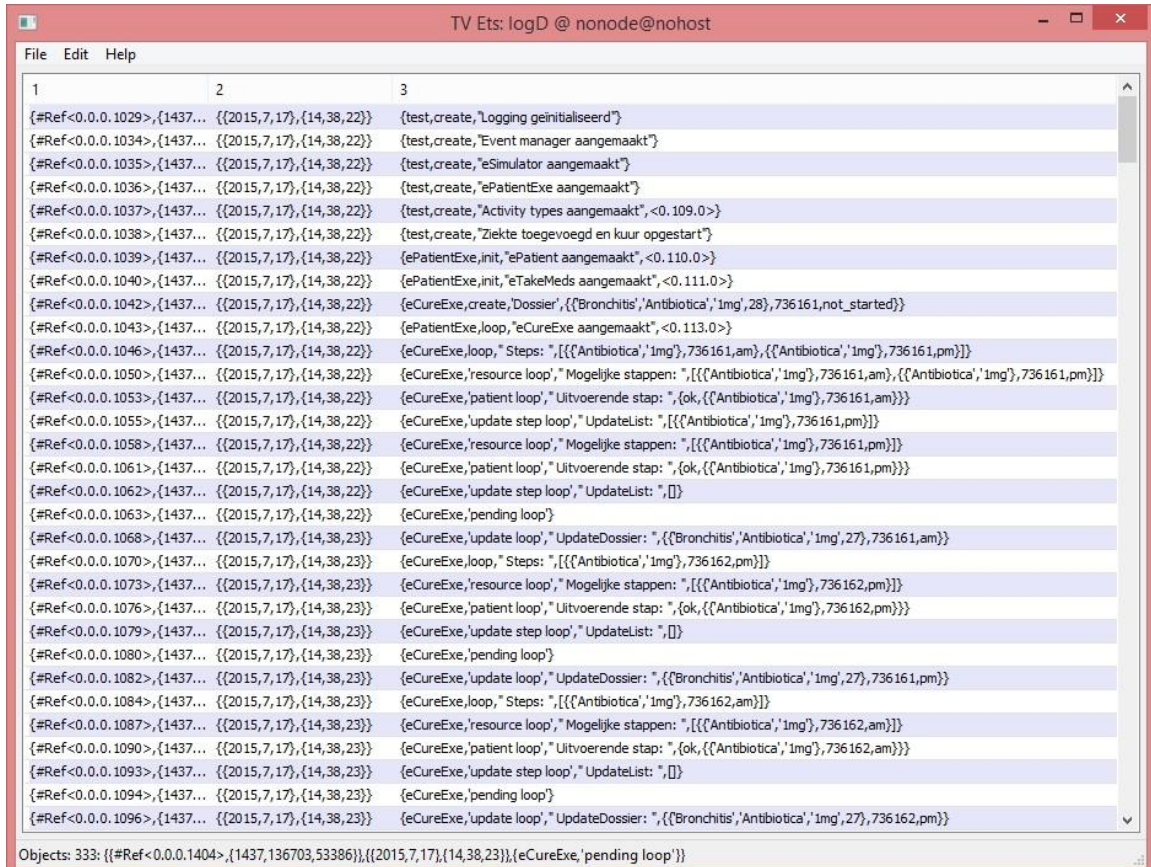 TV Ets: logD @ nonode@nohost
File Edit Help
1 2 3
{#Ref<0.0.0.1029>,{1437... {{2015,7,17},{14,38,22}} {test,create,"Logging geïnitialiseerd"}
{#Ref<0.0.0.1034>,{1437... {{2015,7,17},{14,38,22}} {test,create,"Event manager aangemaakt"}
{#Ref<0.0.0.1035>,{1437... {{2015,7,17},{14,38,22}} {test,create,"eSimulator aangemaakt"}
{#Ref<0.0.0.1036>,{1437... {{2015,7,17},{14,38,22}} {test,create,"ePatientExe aangemaakt"}
{#Ref<0.0.0.1037>,{1437... {{2015,7,17},{14,38,22}} {test,create,"Activity types aangemaakt",<0.109.0>}
{#Ref<0.0.0.1038>,{1437... {{2015,7,17},{14,38,22}} {test,create,"Ziekte toegevoegd en kuur opgestart"}
{#Ref<0.0.0.1039>,{1437... {{2015,7,17},{14,38,22}} {ePatientExe,init,"ePatient aangemaakt",<0.110.0>}
{#Ref<0.0.0.1040>,{1437... {{2015,7,17},{14,38,22}} {ePatientExe,init,"eTakeMeds aangemaakt",<0.111.0>}
{#Ref<0.0.0.1042>,{1437... {{2015,7,17},{14,38,22}} {eCureExe,create,'Dossier',{{'Bronchitis','Antibiotica','1mg',28},736161,not_started}}
{#Ref<0.0.0.1043>,{1437... {{2015,7,17},{14,38,22}} {ePatientExe,loop,"eCureExe aangemaakt",<0.113.0>}
{#Ref<0.0.0.1046>,{1437... {{2015,7,17},{14,38,22}} {eCureExe,loop," Steps: ",[{{'Antibiotica','1mg'},736161,am},{{'Antibiotica','1mg'},736161,pm}]}
{#Ref<0.0.0.1050>,{1437... {{2015,7,17},{14,38,22}} {eCureExe,'resource loop'," Mogelijke stappen: ",[{{'Antibiotica','1mg'},736161,am},{{'Antibiotica','1mg'},736161,pm}]}
{#Ref<0.0.0.1053>,{1437... {{2015,7,17},{14,38,22}} {eCureExe,'patient loop'," Uitvoerende stap: ",{ok,{{'Antibiotica','1mg'},736161,am}}}
{#Ref<0.0.0.1055>,{1437... {{2015,7,17},{14,38,22}} {eCureExe,'update step loop'," UpdateList: ",[{{'Antibiotica','1mg'},736161,pm}]}
{#Ref<0.0.0.1058>,{1437... {{2015,7,17},{14,38,22}} {eCureExe,'resource loop'," Mogelijke stappen: ",[{{'Antibiotica','1mg'},736161,pm}]}
{#Ref<0.0.0.1061>,{1437... {{2015,7,17},{14,38,22}} {eCureExe,'patient loop'," Uitvoerende stap: ",{ok,{{'Antibiotica','1mg'},736161,pm}}}
{#Ref<0.0.0.1062>,{1437... {{2015,7,17},{14,38,22}} {eCureExe,'update step loop'," UpdateList: ",[]}
{#Ref<0.0.0.1063>,{1437... {{2015,7,17},{14,38,22}} {eCureExe,'pending loop'}
{#Ref<0.0.0.1068>,{1437... {{2015,7,17},{14,38,23}} {eCureExe,'update loop'," UpdateDossier: ",{{'Bronchitis','Antibiotica','1mg',27},736161,am}}
{#Ref<0.0.0.1070>,{1437... {{2015,7,17},{14,38,23}} {eCureExe,loop," Steps: ",[{{'Antibiotica','1mg'},736162,pm}]}
{#Ref<0.0.0.1073>,{1437... {{2015,7,17},{14,38,23}} {eCureExe,'resource loop'," Mogelijke stappen: ",[{{'Antibiotica','1mg'},736162,pm}]}
{#Ref<0.0.0.1076>,{1437... {{2015,7,17},{14,38,23}} {eCureExe,'patient loop'," Uitvoerende stap: ",{ok,{{'Antibiotica','1mg'},736162,pm}}}
{#Ref<0.0.0.1079>,{1437... {{2015,7,17},{14,38,23}} {eCureExe,'update step loop'," UpdateList: ",[]}
{#Ref<0.0.0.1080>,{1437... {{2015,7,17},{14,38,23}} {eCureExe,'pending loop'}
{#Ref<0.0.0.1082>,{1437... {{2015,7,17},{14,38,23}} {eCureExe,'update loop'," UpdateDossier: ",{{'Bronchitis','Antibiotica','1mg',27},736161,pm}}
{#Ref<0.0.0.1084>,{1437... {{2015,7,17},{14,38,23}} {eCureExe,loop," Steps: ",[{{'Antibiotica','1mg'},736162,am}]}
{#Ref<0.0.0.1087>,{1437... {{2015,7,17},{14,38,23}} {eCureExe,'resource loop'," Mogelijke stappen: ",[{{'Antibiotica','1mg'},736162,am}]}
{#Ref<0.0.0.1090>,{1437... {{2015,7,17},{14,38,23}} {eCureExe,'patient loop'," Uitvoerende stap: ",{ok,{{'Antibiotica','1mg'},736162,am}}}
{#Ref<0.0.0.1093>,{1437... {{2015,7,17},{14,38,23}} {eCureExe,'update step loop'," UpdateList: ",[]}
{#Ref<0.0.0.1094>,{1437... {{2015,7,17},{14,38,23}} {eCureExe,'pending loop'}
{#Ref<0.0.0.1096>,{1437... {{2015,7,17},{14,38,23}} {eCureExe,'update loop'," UpdateDossier: ",{{'Bronchitis','Antibiotica','1mg',27},736162,pm}}
Objects: 333: {{#Ref<0.0.0.1404>,{1437,136703,53386}},{{2015,7,17},{14,38,23}},{eCureExe,'pending loop'}}